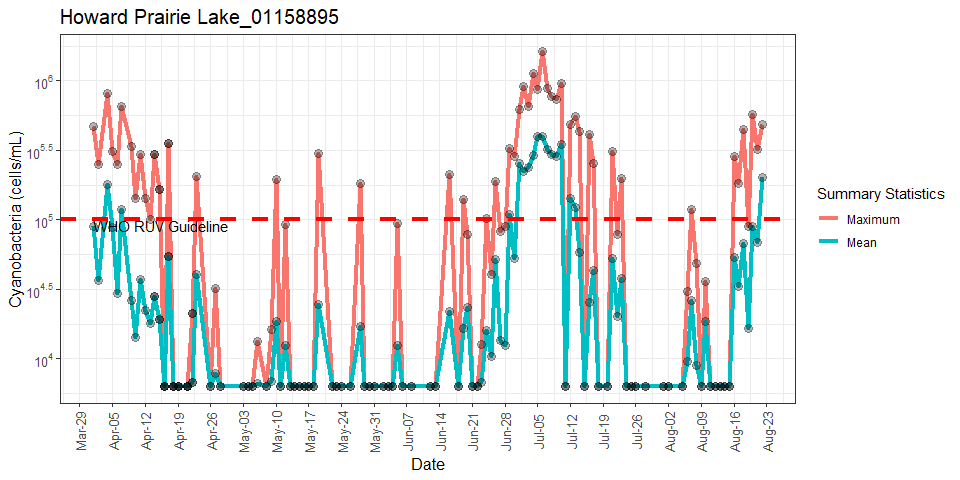 Howard Prairie Lake_01158895
Cyanobacteria (cells/mL)
10^6
10^5.5
10^5
10^4.5
10^4
WHO RUV Guideline
Mar-29 Apr-05 Apr-12 Apr-19 Apr-26 May-03 May-10 May-17 May-24 May-31 Jun-07 Jun-14 Jun-21 Jun-28 Jul-05 Jul-12 Jul-19 Jul-26 Aug-02 Aug-09 Aug-16 Aug-23
Date
Summary Statistics
Maximum
Mean